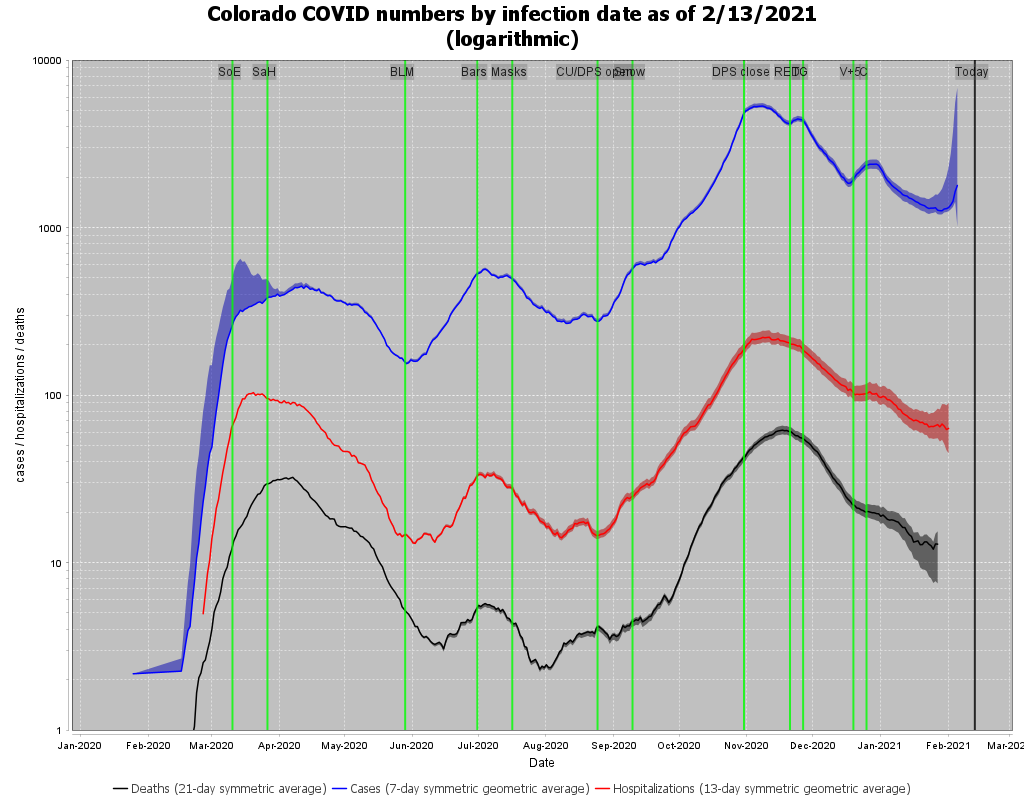 Colorado COVID numbers by infection date as of 2/13/2021
(logarithmic)
SoE SaH BLM Bars Masks CU/DPS open Snow DPS close RED TG V+5C Today
10000
1000
100
10
1
cases / hospitalizations / deaths
Jan-2020 Feb-2020 Mar-2020 Apr-2020 May-2020 Jun-2020 Jul-2020 Aug-2020 Sep-2020 Oct-2020 Nov-2020 Dec-2020 Jan-2021 Feb-2021 Mar-202
Date
Deaths (21-day symmetric average) Cases (7-day symmetric geometric average) Hospitalizations (13-day symmetric geometric average)